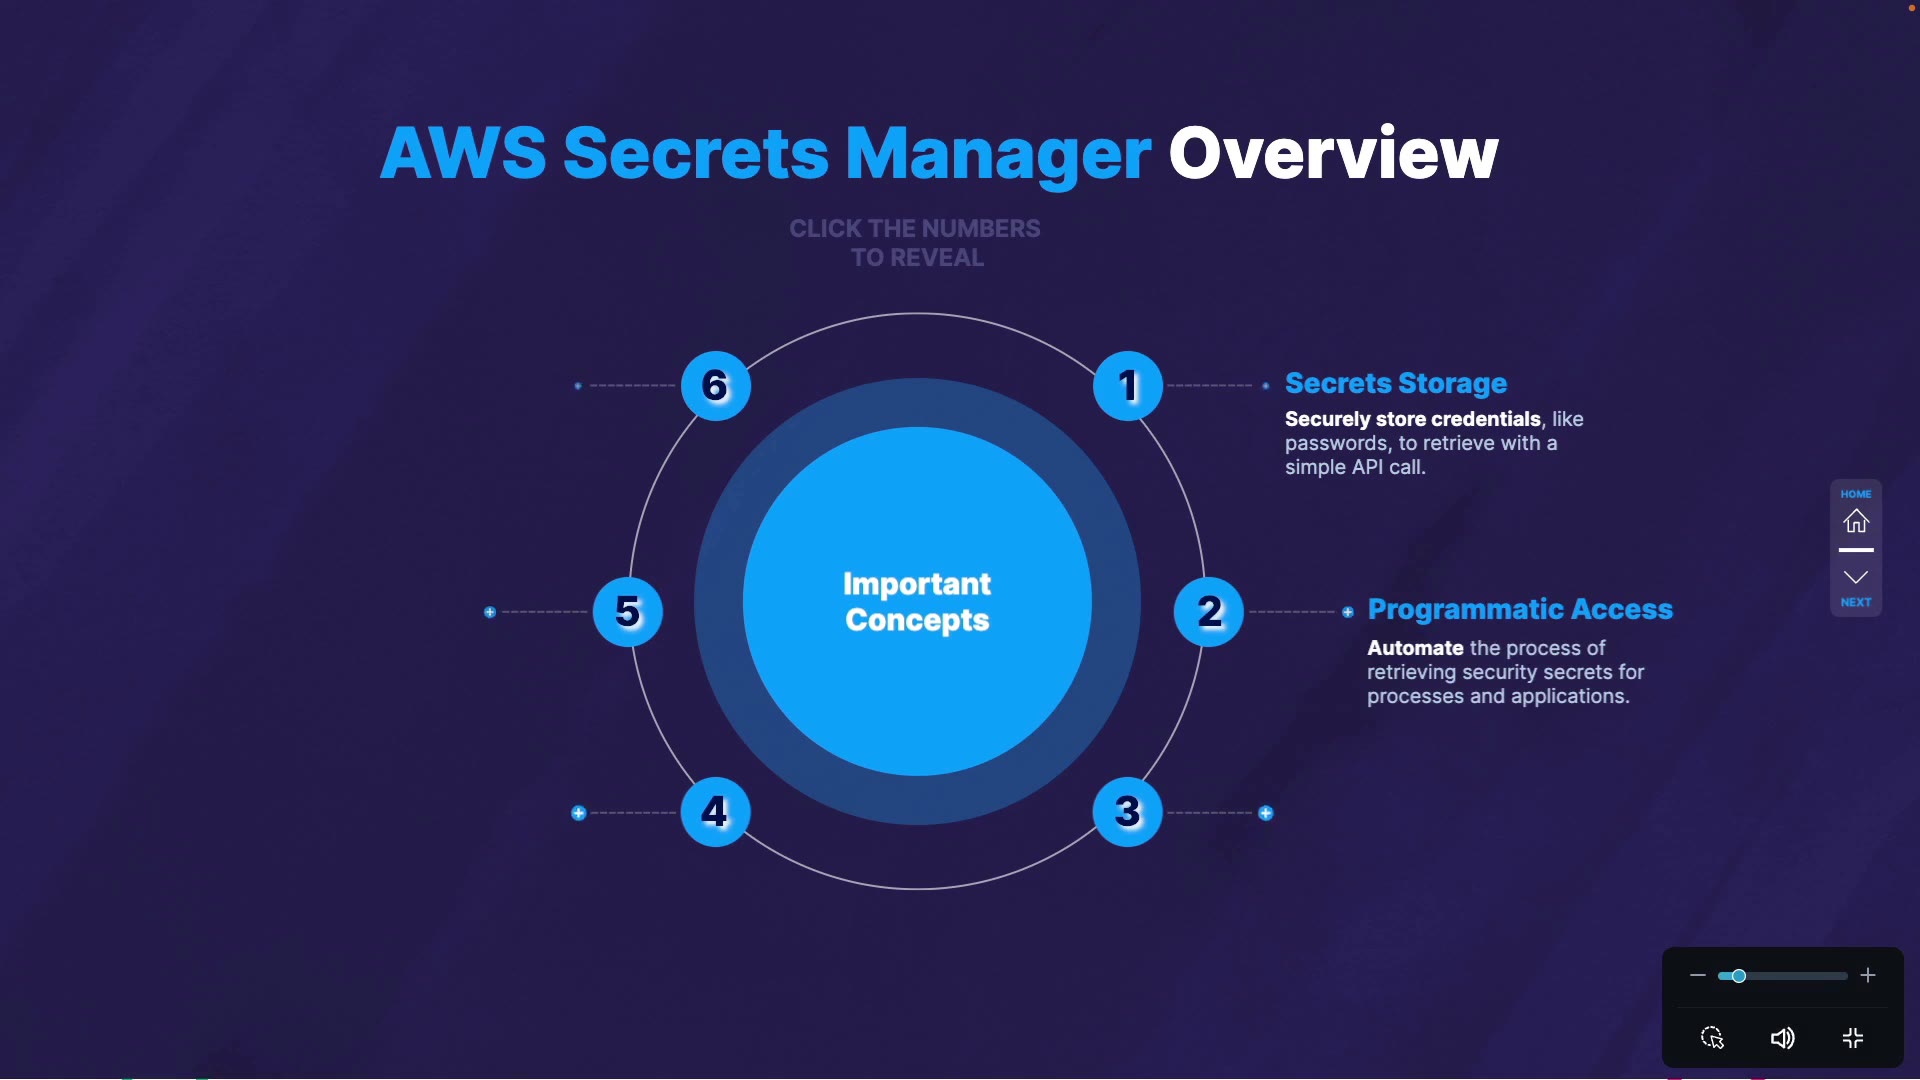 AWS Secrets Manager Overview
CLICK THE NUMBERS
TO REVEAL
6
1
Secrets Storage
Securely store credentials, like
passwords, to retrieve with a
simple API call.
HOME
NEXT
5
Important
Concepts
2
Programmatic Access
Automate the process of
retrieving security secrets for
processes and applications.
4
3